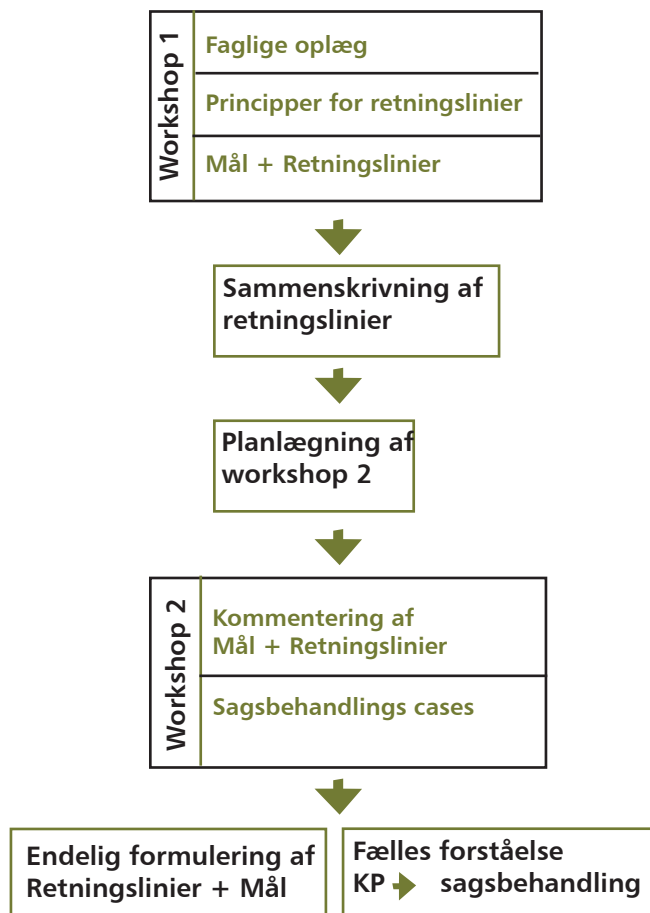 Workshop 1
Faglige oplæg
Principper for retningslinier
Mål + Retningslinier
Sammenskrivning af
retningslinier
Planlægning af
workshop 2
Workshop 2
Kommentering af
Mål + Retningslinier
Sagsbehandlings cases
Endelig formulering af
Retningslinier + Mål
Fælles forståelse
KP sagsbehandling